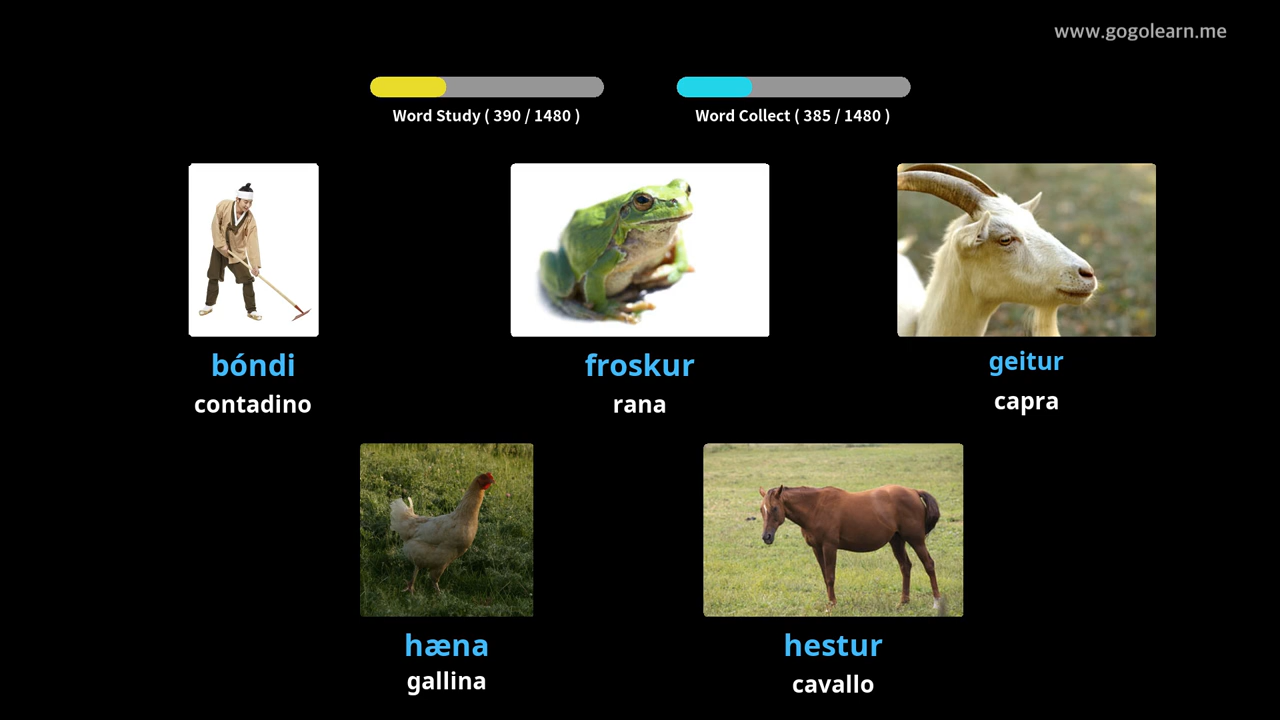 www.gogolearn.me
Word Study ( 390 / 1480 )
Word Collect ( 385 / 1480 )
bóndi
contadino
froskur
rana
geitur
capra
hæna
gallina
hestur
cavallo